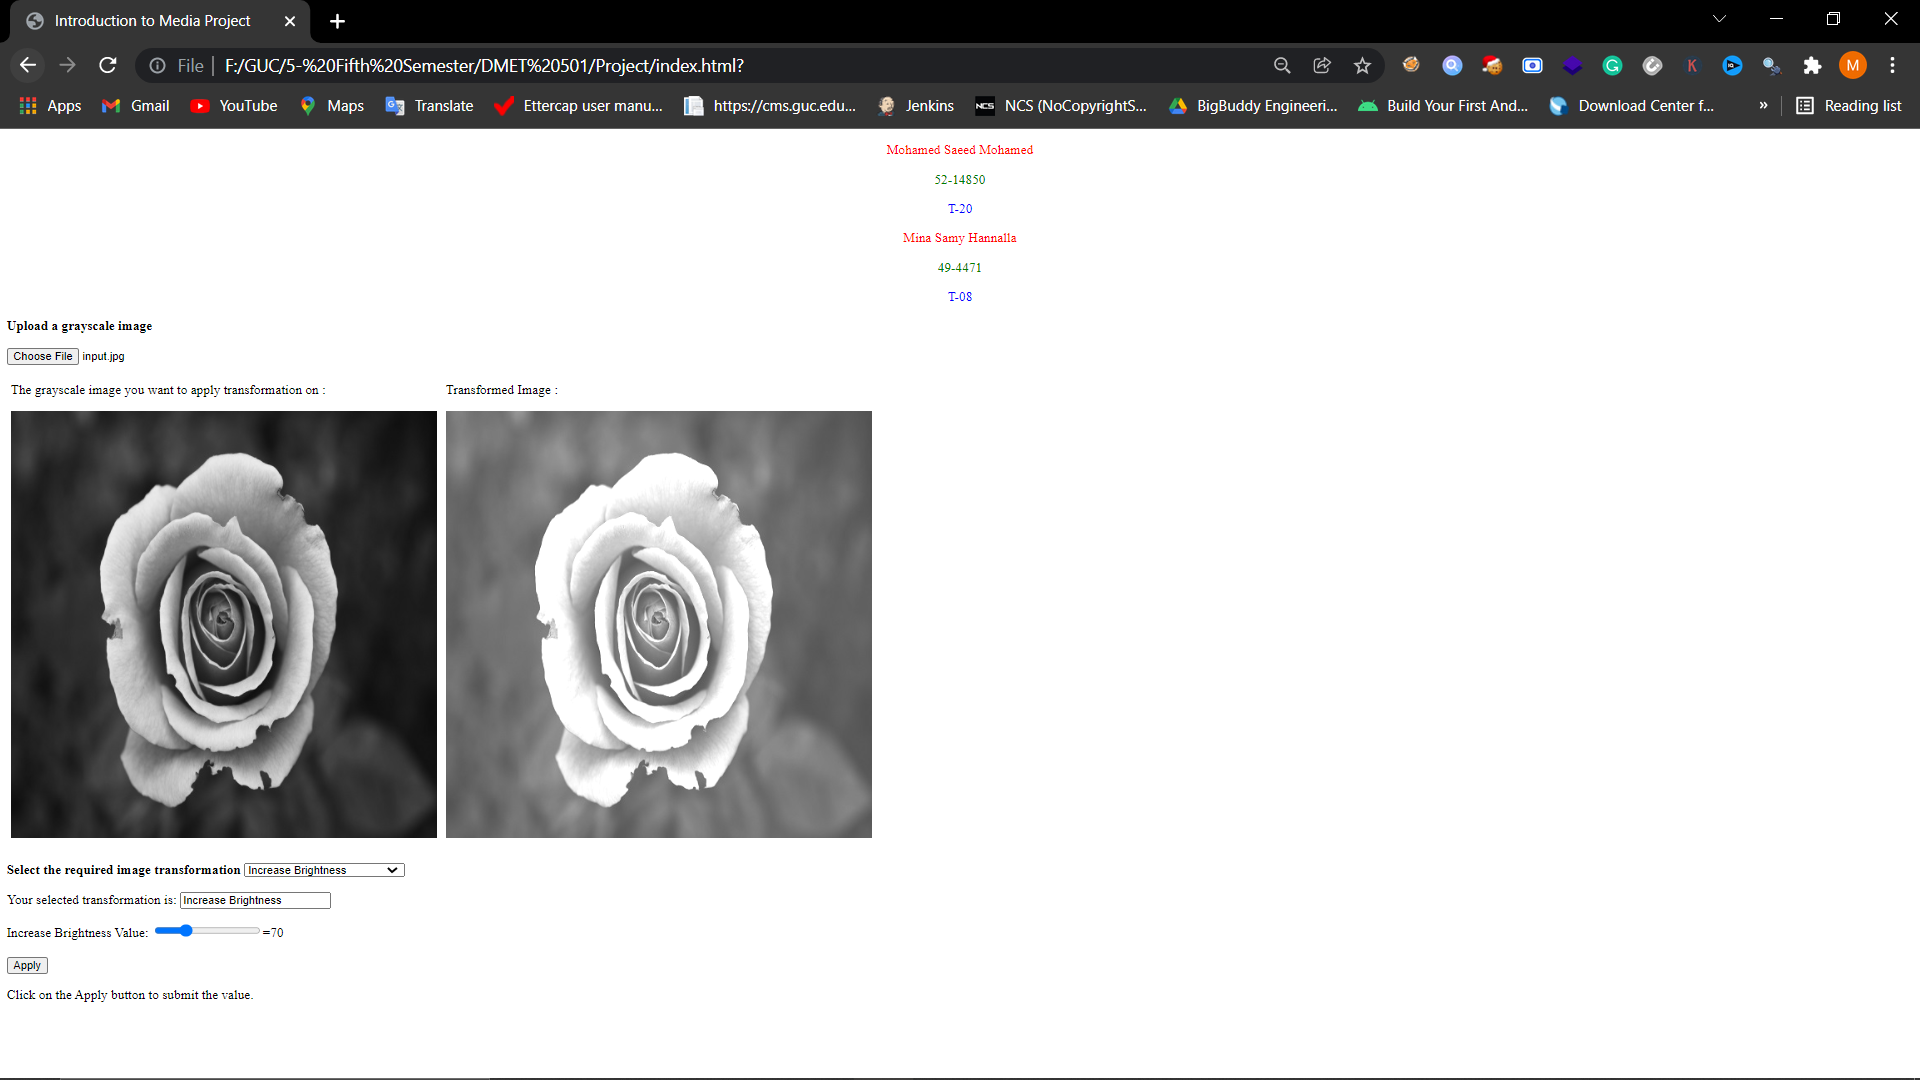 Introduction to Media Project
File | F:/GUC/5-%20Fifth%20Semester/DMET%20501/Project/index.html?
M
Apps Gmail YouTube Maps Translate Ettercap user manu... https://cms.guc.edu... Jenkins NCS (NoCopyrightS... BigBuddy Engineeri... Build Your First And... Download Center f... » Reading list
Mohamed Saeed Mohamed
52-14850
T-20
Mina Samy Hannalla
49-4471
T-08
Upload a grayscale image
Choose File input.jpg
The grayscale image you want to apply transformation on : Transformed Image :
Select the required image transformation Increase Brightness
Your selected transformation is: Increase Brightness
Increase Brightness Value: =70
Apply
Click on the Apply button to submit the value.